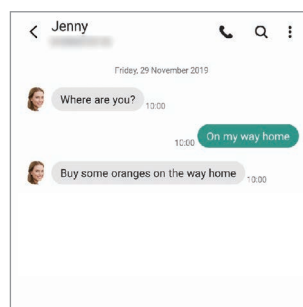 Jenny
Friday, 29 November 2019
Where are you?
10:00
10:00
On my way home
Buy some oranges on the way home
10:00